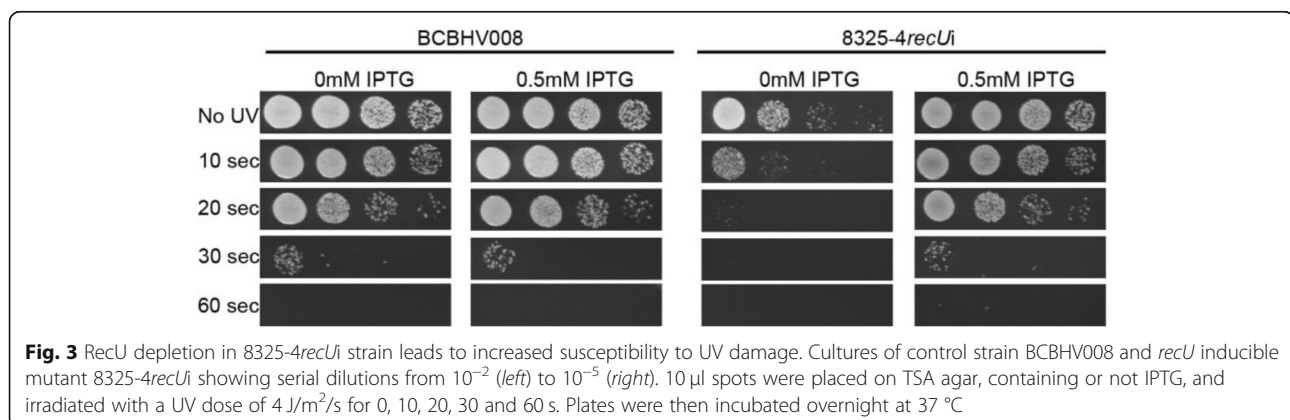 BCBHV008 8325-4recUi
0mM IPTG 0.5mM IPTG 0mM IPTG 0.5mM IPTG
No UV
10 sec
20 sec
30 sec
60 sec
Fig. 3 RecU depletion in 8325-4recUi strain leads to increased susceptibility to UV damage. Cultures of control strain BCBHV008 and recU inducible
mutant 8325-4recUi showing serial dilutions from 10⁻² (left) to 10⁻⁵ (right). 10 μl spots were placed on TSA agar, containing or not IPTG, and
irradiated with a UV dose of 4 J/m²/s for 0, 10, 20, 30 and 60 s. Plates were then incubated overnight at 37 °C